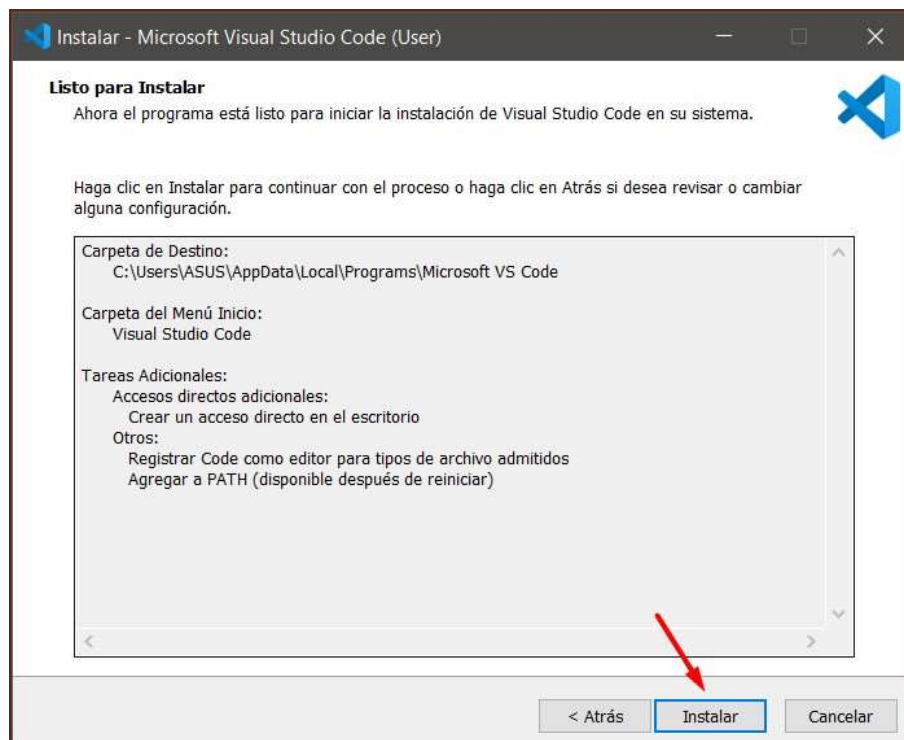 Instalar - Microsoft Visual Studio Code (User)
Listo para Instalar
Ahora el programa está listo para iniciar la instalación de Visual Studio Code en su sistema.
Haga clic en Instalar para continuar con el proceso o haga clic en Atrás si desea revisar o cambiar
alguna configuración.
Carpeta de Destino:
C:\Users\ASUS\AppData\Local\Programs\Microsoft VS Code
Carpeta del Menú Inicio:
Visual Studio Code
Tareas Adicionales:
Accesos directos adicionales:
Crear un acceso directo en el escritorio
Otros:
Registrar Code como editor para tipos de archivo admitidos
Agregar a PATH (disponible después de reiniciar)
< Atrás Instalar Cancelar